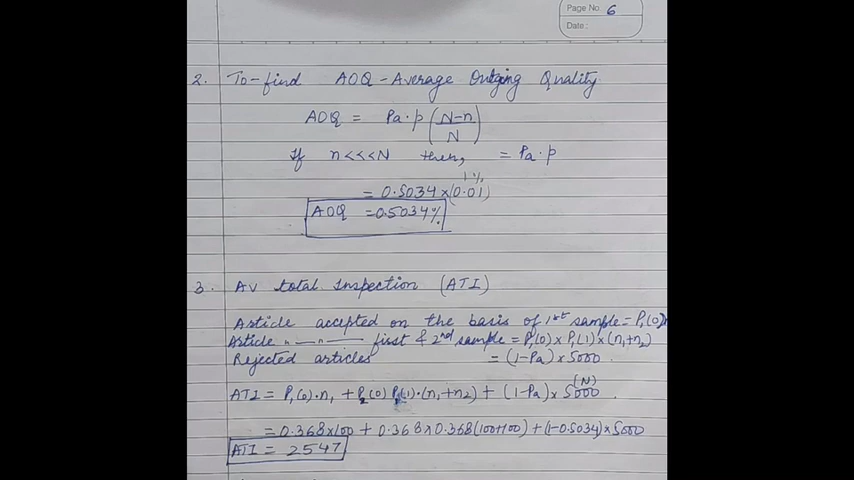 Page No. 6
Date:
2. To-find AOQ-Average Outgoing Quality
AOQ = Pa·p (N-n/N)
If n<<<N then, = Pa·p
1%
= 0.5034×(0.01)
AOQ = 0.5034%
3. Av total Inspection (ATI)
Article accepted on the basis of 1st sample = P₁(0)
Article —"—"— first & 2nd sample = P₁(0) × P₁(1) × (n₁+n₂)
Rejected articles = (1-Pa) × 5000
(N)
ATI = P₁(0)·n₁ + P₂(0) P₁(1)·(n₁+n₂) + (1-Pa) × 5000
= 0.368×100 + 0.368×0.368(100+100) + (1-0.5034)×5000
ATI = 2547